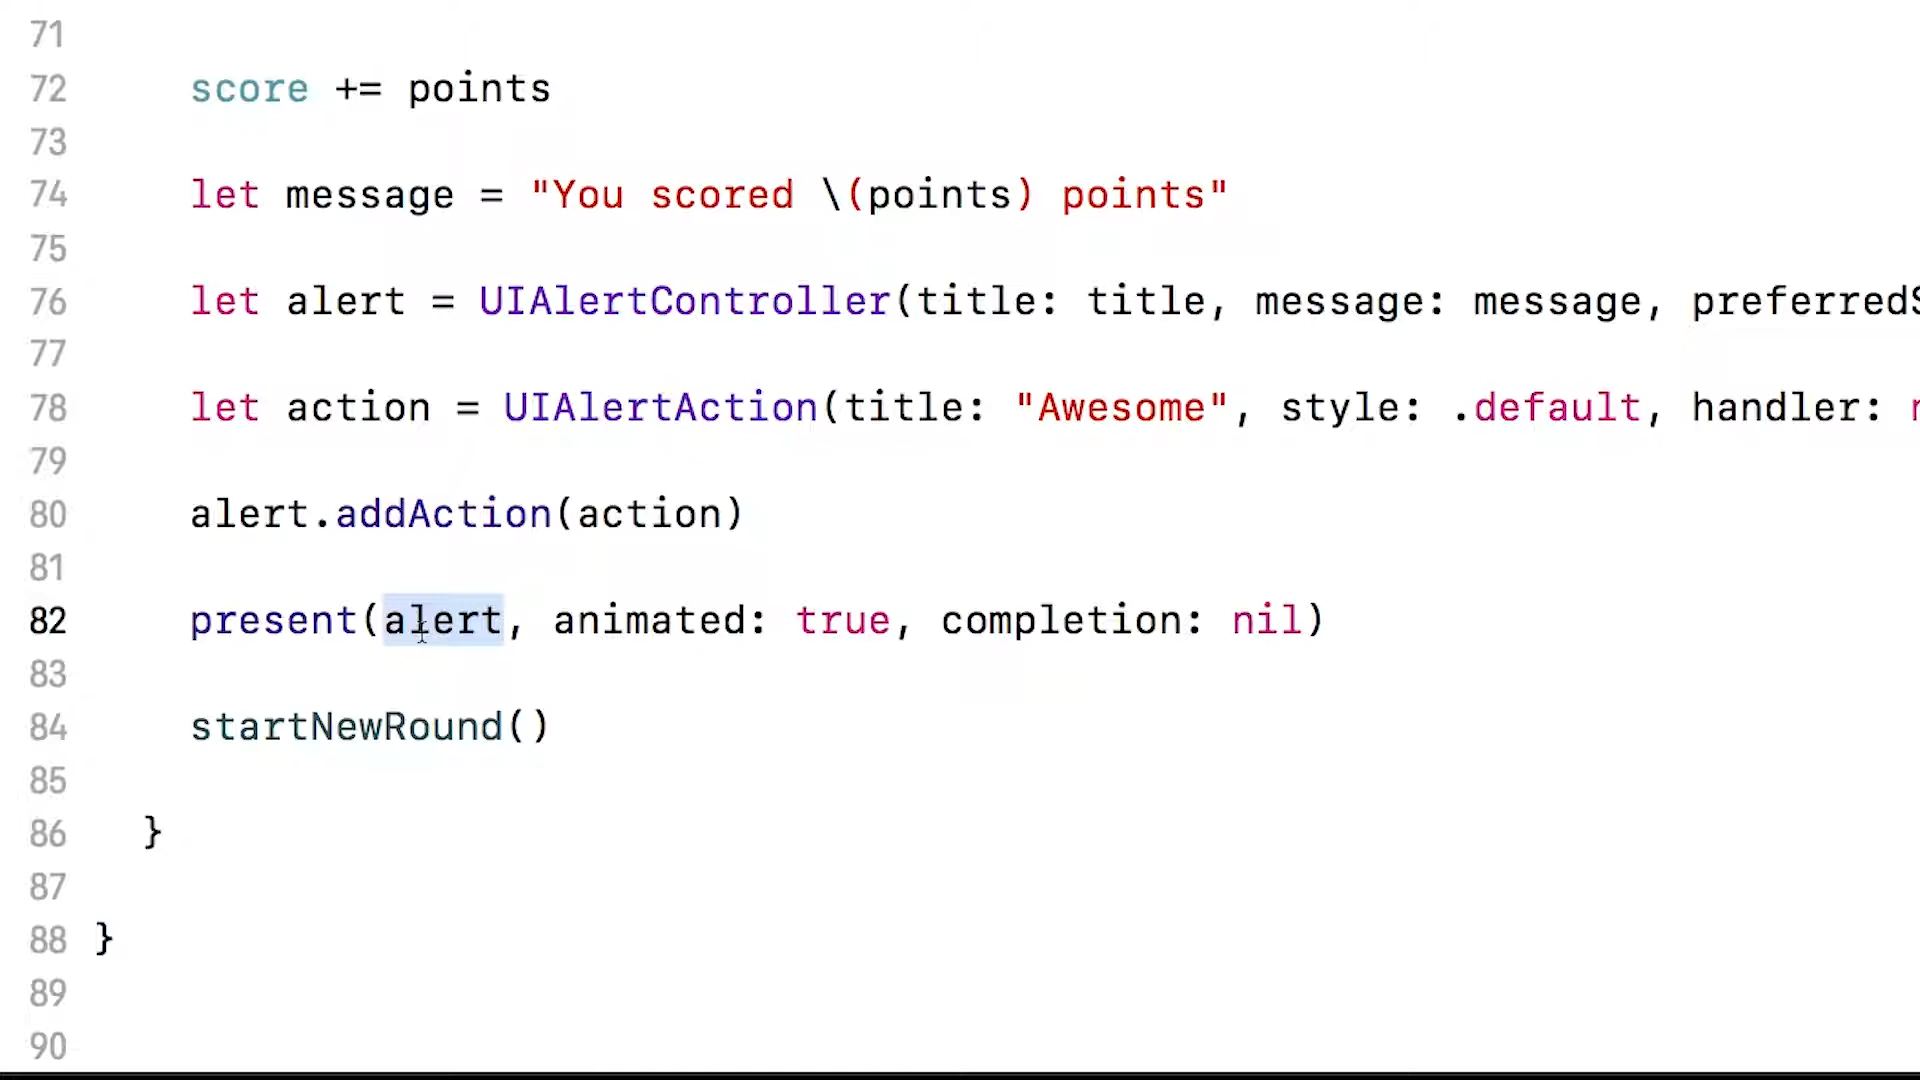 71
72 score += points
73
74 let message = "You scored \(points) points"
75
76 let alert = UIAlertController(title: title, message: message, preferredS
77
78 let action = UIAlertAction(title: "Awesome", style: .default, handler: n
79
80 alert.addAction(action)
81
82 present(alert, animated: true, completion: nil)
83
84 startNewRound()
85
86 }
87
88 }
89
90